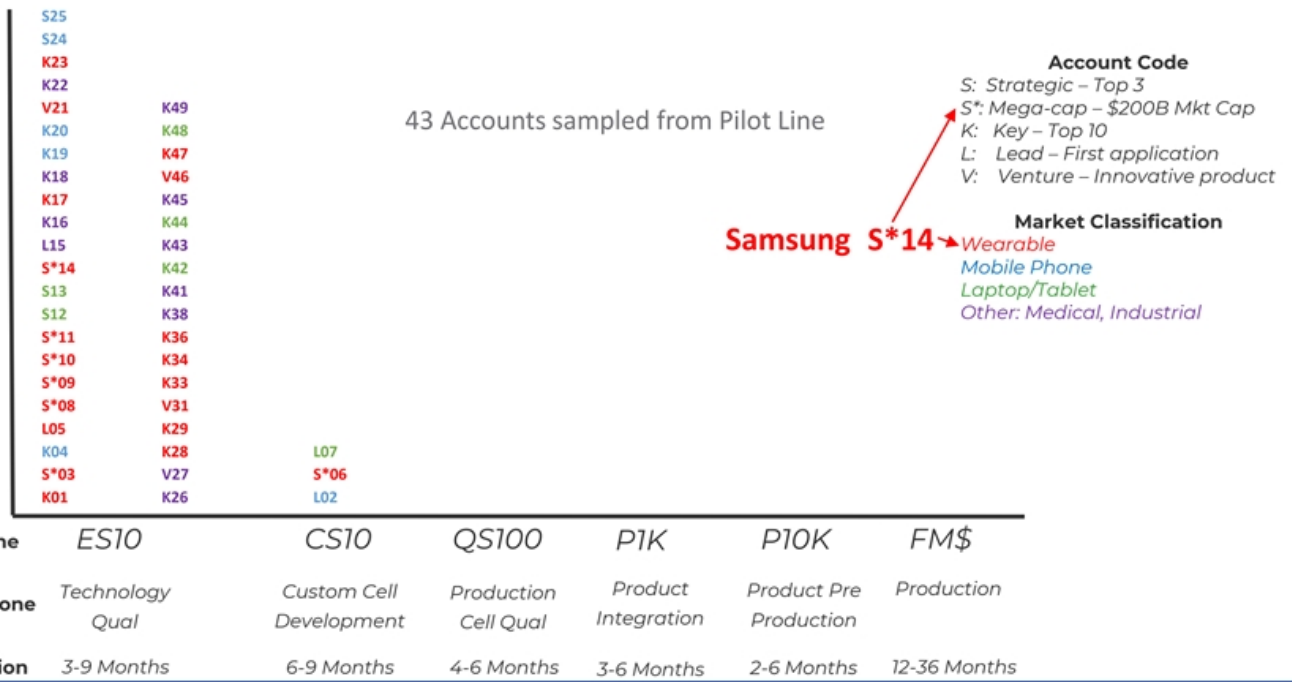 S25
S24
K23
K22
V21 K49
K20 K48
K19 K47
K18 V46
K17 K45
K16 K44
L15 K43
S*14 K42
S13 K41
S12 K38
S*11 K36
S*10 K34
S*09 K33
S*08 V31
L05 K29
K04 K28 L07
S*03 V27 S*06
K01 K26 L02
43 Accounts sampled from Pilot Line
Account Code
S: Strategic – Top 3
S*: Mega-cap – $200B Mkt Cap
K: Key – Top 10
L: Lead – First application
V: Venture – Innovative product
Market Classification
Samsung S*14
Wearable
Mobile Phone
Laptop/Tablet
Other: Medical, Industrial
ne ES10 CS10 QS100 P1K P10K FM$
one Technology Qual Custom Cell Development Production Cell Qual Product Integration Product Pre Production Production
ion 3-9 Months 6-9 Months 4-6 Months 3-6 Months 2-6 Months 12-36 Months